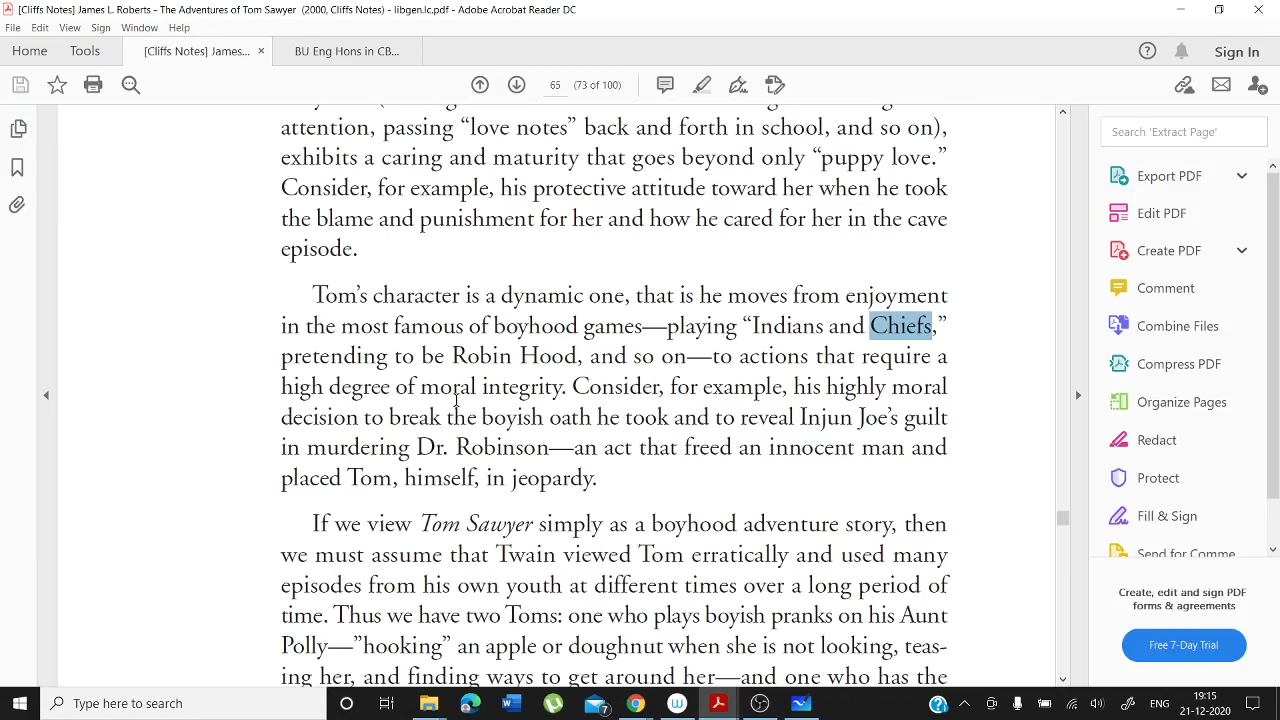 [Cliffs Notes] James L. Roberts - The Adventures of Tom Sawyer (2000, Cliffs Notes) - libgen.lc.pdf - Adobe Acrobat Reader DC
File Edit View Sign Window Help
Home Tools [Cliffs Notes] James... × BU Eng Hons in CB... Sign In
65 (73 of 100)
attention, passing “love notes” back and forth in school, and so on),
exhibits a caring and maturity that goes beyond only “puppy love.”
Consider, for example, his protective attitude toward her when he took
the blame and punishment for her and how he cared for her in the cave
episode.
Tom’s character is a dynamic one, that is he moves from enjoyment
in the most famous of boyhood games—playing “Indians and Chiefs,”
pretending to be Robin Hood, and so on—to actions that require a
high degree of moral integrity. Consider, for example, his highly moral
decision to break the boyish oath he took and to reveal Injun Joe’s guilt
in murdering Dr. Robinson—an act that freed an innocent man and
placed Tom, himself, in jeopardy.
If we view Tom Sawyer simply as a boyhood adventure story, then
we must assume that Twain viewed Tom erratically and used many
episodes from his own youth at different times over a long period of
time. Thus we have two Toms: one who plays boyish pranks on his Aunt
Polly—”hooking” an apple or doughnut when she is not looking, teas-
ing her, and finding ways to get around her—and one who has the
Search 'Extract Page'
Export PDF
Edit PDF
Create PDF
Comment
Combine Files
Compress PDF
Organize Pages
Redact
Protect
Fill & Sign
Send for Comme
Create, edit and sign PDF
forms & agreements
Free 7-Day Trial
Type here to search
7
ENG
19:15
21-12-2020